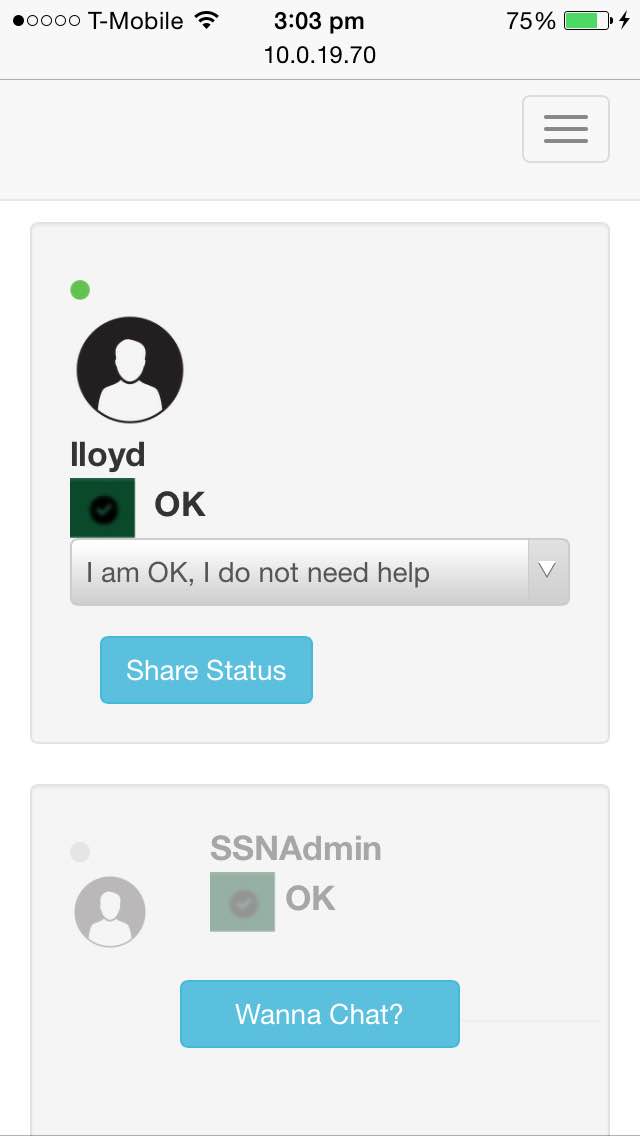 T-Mobile 3:03 pm 75%
10.0.19.70
lloyd
OK
I am OK, I do not need help
Share Status
SSNAdmin
OK
Wanna Chat?